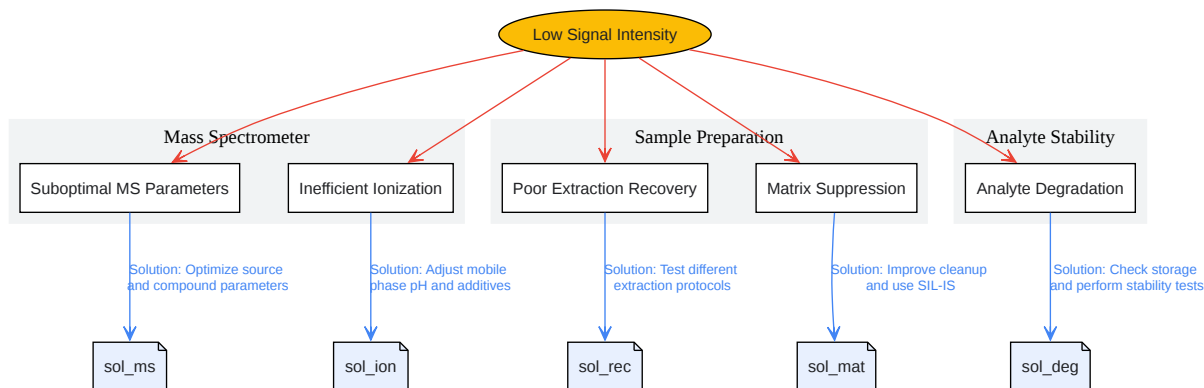 Low Signal Intensity
Mass Spectrometer
Sample Preparation
Analyte Stability
Suboptimal MS Parameters
Inefficient Ionization
Poor Extraction Recovery
Matrix Suppression
Analyte Degradation
Solution: Optimize source
and compound parameters
Solution: Adjust mobile
phase pH and additives
Solution: Test different
extraction protocols
Solution: Improve cleanup
and use SIL-IS
Solution: Check storage
and perform stability tests
sol_ms
sol_ion
sol_rec
sol_mat
sol_deg